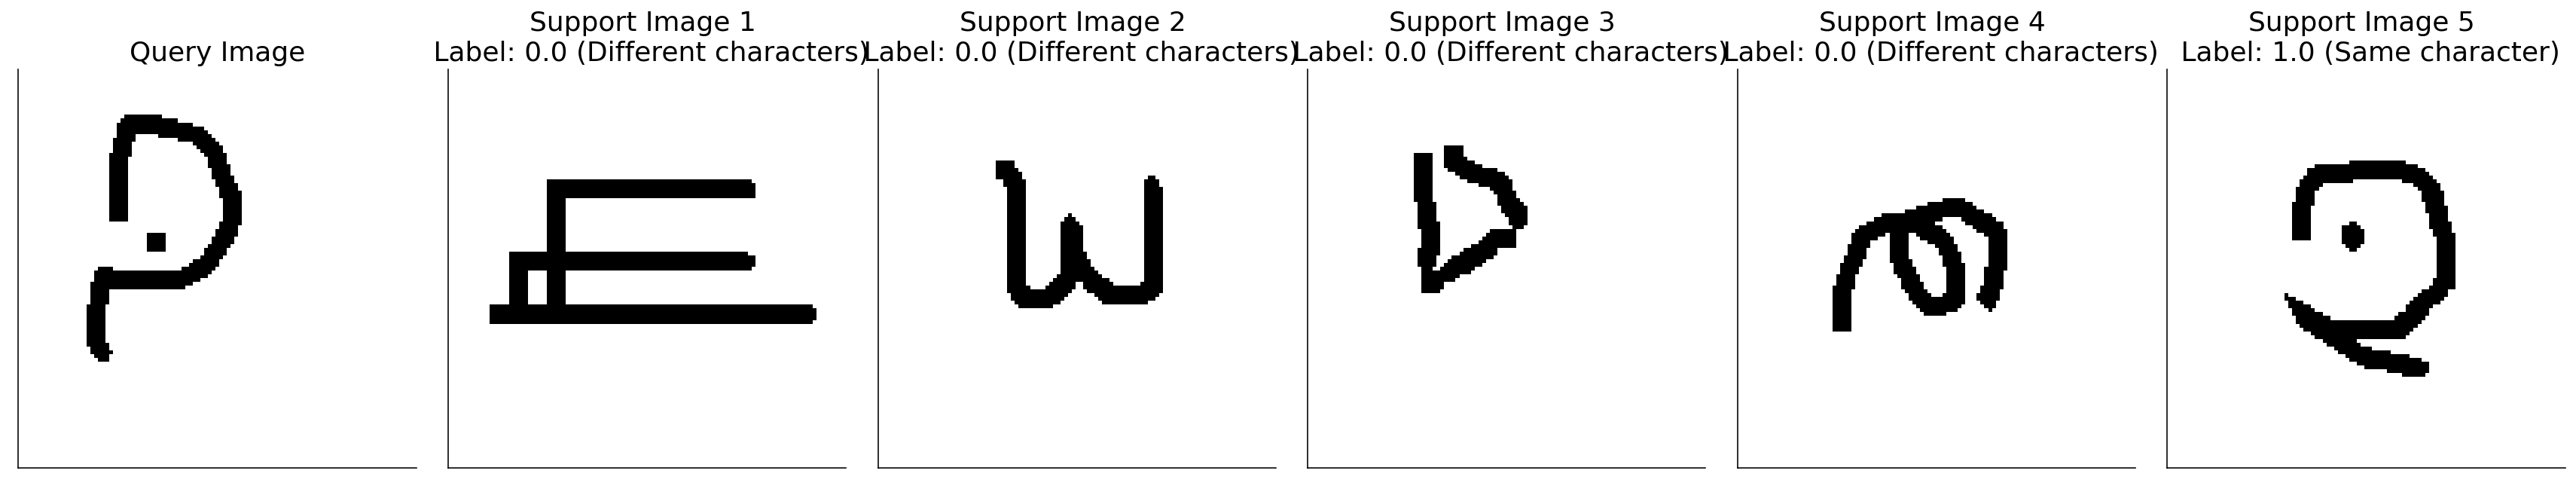 Query Image
Support Image 1
Label: 0.0 (Different characters)
Support Image 2
Label: 0.0 (Different characters)
Support Image 3
Label: 0.0 (Different characters)
Support Image 4
Label: 0.0 (Different characters)
Support Image 5
Label: 1.0 (Same character)